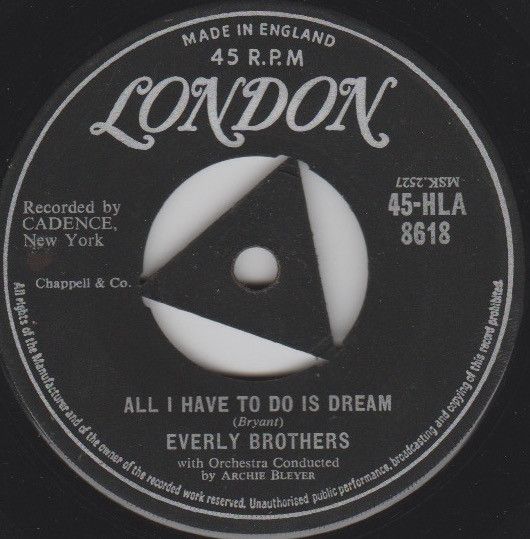 MADE IN ENGLAND
45 R.P.M
LONDON
MSK.2527
Recorded by
CADENCE,
New York
45-HLA
8618
Chappell & Co.
ALL I HAVE TO DO IS DREAM
(Bryant)
EVERLY BROTHERS
with Orchestra Conducted
by ARCHIE BLEYER
All rights of the Manufacturer and of the owner of the recorded work reserved. Unauthorised public performance, broadcasting and copying of this record prohibited.